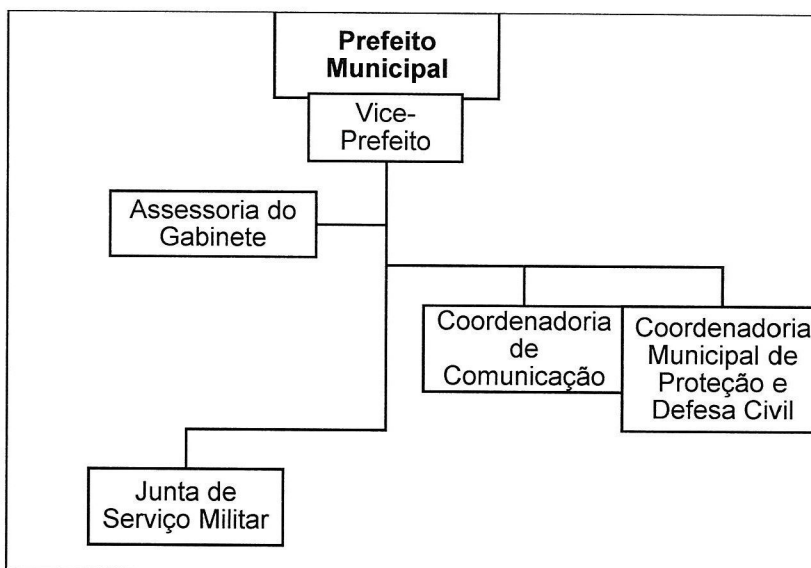 Prefeito
Municipal
Vice-
Prefeito
Assessoria do
Gabinete
Coordenadoria
de
Comunicação
Coordenadoria
Municipal de
Proteção e
Defesa Civil
Junta de
Serviço Militar